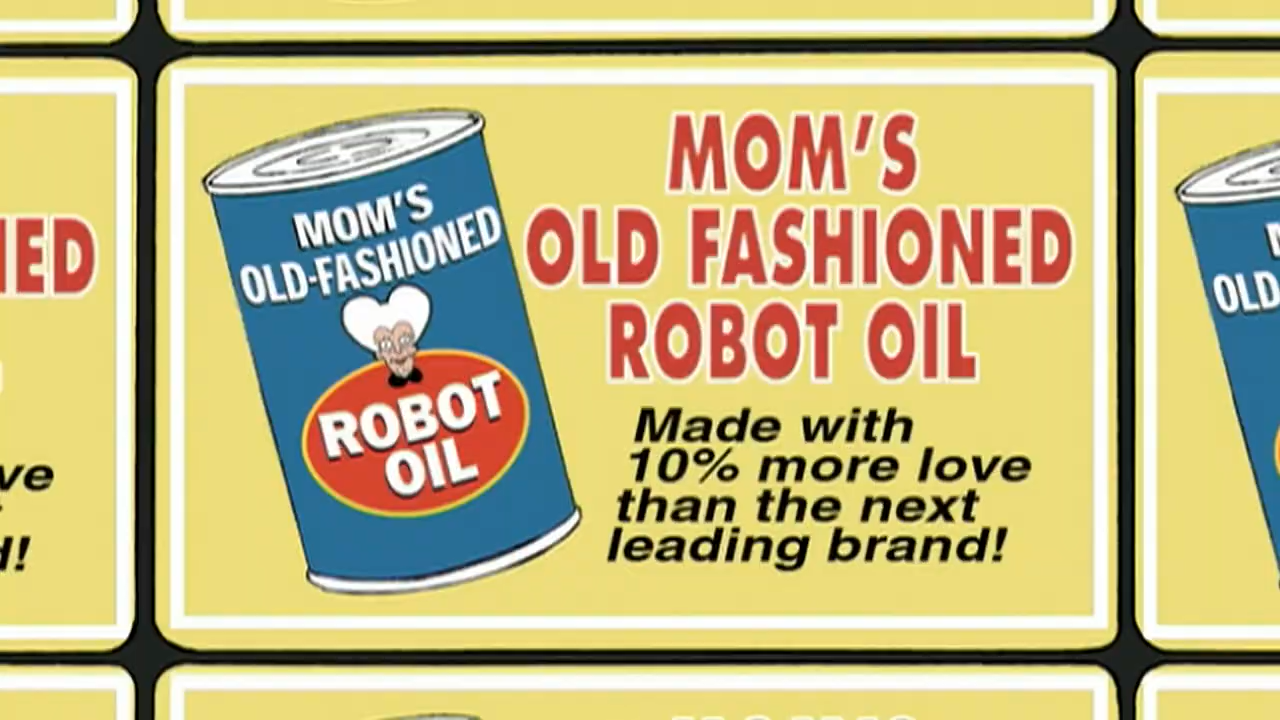 MOM'S
OLD-FASHIONED
ROBOT
OIL
MOM'S
OLD FASHIONED
ROBOT OIL
Made with
10% more love
than the next
leading brand!